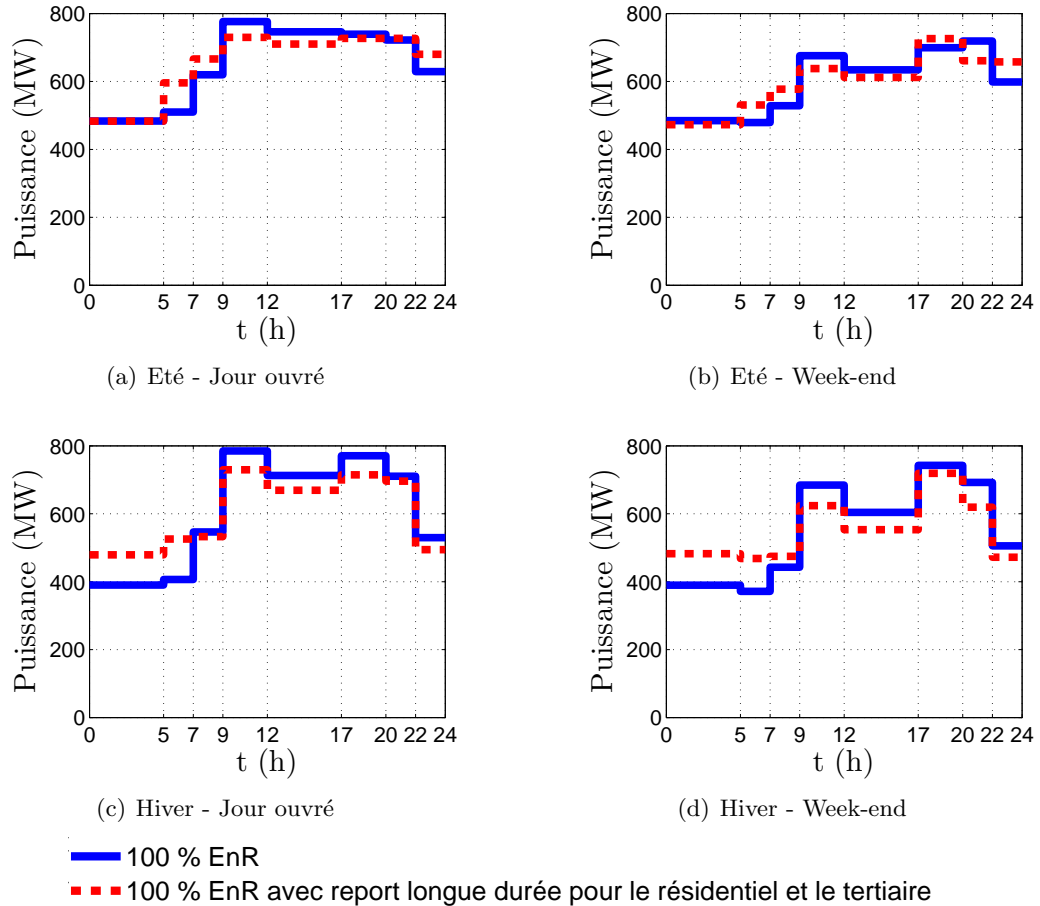 Puissance (MW)
800
600
400
200
0
0 5 7 9 12 17 20 22 24
t (h)
(a) Eté - Jour ouvré
Puissance (MW)
800
600
400
200
0
0 5 7 9 12 17 20 22 24
t (h)
(b) Eté - Week-end
Puissance (MW)
800
600
400
200
0
0 5 7 9 12 17 20 22 24
t (h)
(c) Hiver - Jour ouvré
Puissance (MW)
800
600
400
200
0
0 5 7 9 12 17 20 22 24
t (h)
(d) Hiver - Week-end
100 % EnR
100 % EnR avec report longue durée pour le résidentiel et le tertiaire